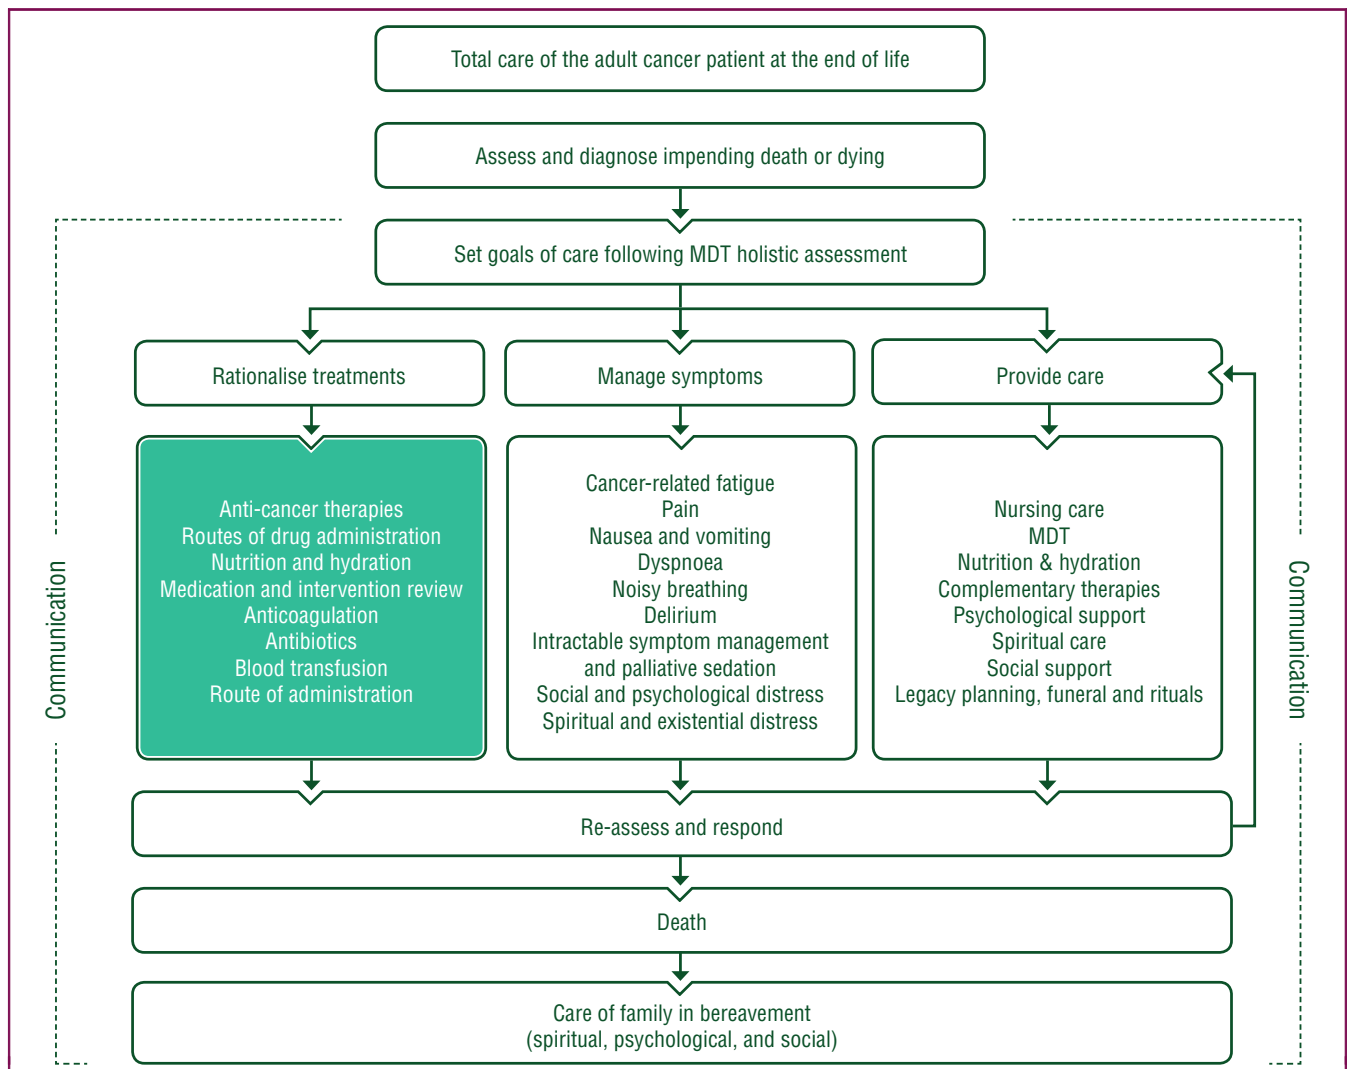 Total care of the adult cancer patient at the end of life
Assess and diagnose impending death or dying
Set goals of care following MDT holistic assessment
Rationalise treatments
Manage symptoms
Provide care
Anti-cancer therapies
Routes of drug administration
Nutrition and hydration
Medication and intervention review
Anticoagulation
Antibiotics
Blood transfusion
Route of administration
Cancer-related fatigue
Pain
Nausea and vomiting
Dyspnoea
Noisy breathing
Delirium
Intractable symptom management
and palliative sedation
Social and psychological distress
Spiritual and existential distress
Nursing care
MDT
Nutrition & hydration
Complementary therapies
Psychological support
Spiritual care
Social support
Legacy planning, funeral and rituals
Communication
Communication
Re-assess and respond
Death
Care of family in bereavement
(spiritual, psychological, and social)